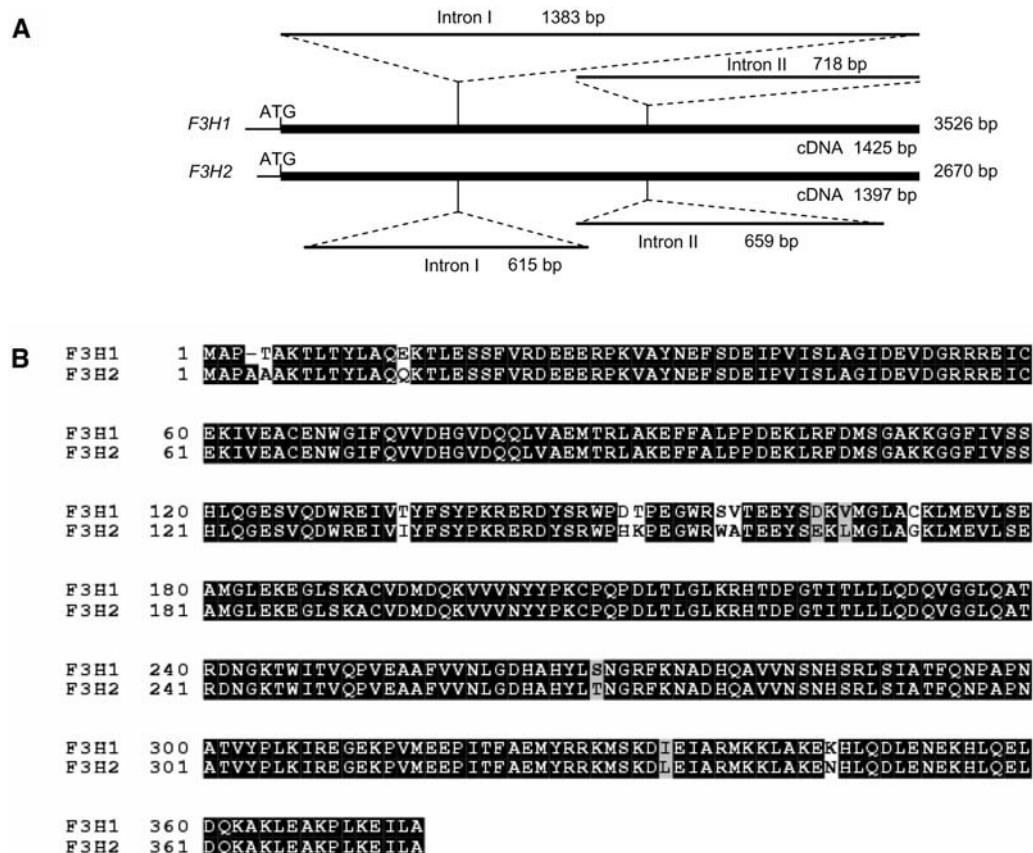 A
Intron I 1383 bp
Intron II 718 bp
ATG
F3H1
3526 bp
cDNA 1425 bp
ATG
F3H2
2670 bp
cDNA 1397 bp
Intron II 659 bp
Intron I 615 bp
B
F3H1 1 MAP-TAKTLTYLAQEKTLESSFVRDEEERPKVAYNEFSDEIPVISLAGIDEVDGRRREIC
F3H2 1 MAPAAAKTLTYLAQQKTLESSFVRDEEERPKVAYNEFSDEIPVISLAGIDEVDGRRREIC
F3H1 60 EKIVEACENWGIFQVVDHGVDQQLVAEMTRLAKEFFALPPDEKLRFDMSGAKKGGFIVSS
F3H2 61 EKIVEACENWGIFQVVDHGVDQQLVAEMTRLAKEFFALPPDEKLRFDMSGAKKGGFIVSS
F3H1 120 HLQGESVQDWREIVTYFSYPKRERDYSRWPDTPEGWRSVTEEYSDKVMGLACKLMEVLSE
F3H2 121 HLQGESVQDWREIVIYFSYPKRERDYSRWPHKPEGWRWATEEYSEKLMGLAGKLMEVLSE
F3H1 180 AMGLEKEGLSKACVDMDQKVVVNYYPKCPQPDLTLGLKRHTDPGTITLLLQDQVGGLQAT
F3H2 181 AMGLEKEGLSKACVDMDQKVVVNYYPKCPQPDLTLGLKRHTDPGTITLLLQDQVGGLQAT
F3H1 240 RDNGKTWITVQPVEAAFVVNLGDHAHYLSNGRFKNADHQAVVNSNHSRLSIATFQNPAPN
F3H2 241 RDNGKTWITVQPVEAAFVVNLGDHAHYLTNGRFKNADHQAVVNSNHSRLSIATFQNPAPN
F3H1 300 ATVYPLKIREGEKPVMEEPITFAEMYRRKMSKDIEIARMKKLAKEKHLQDLENEKHLQEL
F3H2 301 ATVYPLKIREGEKPVMEEPITFAEMYRRKMSKDLEIARMKKLAKENHLQDLENEKHLQEL
F3H1 360 DQKAKLEAKPLKEILA
F3H2 361 DQKAKLEAKPLKEILA